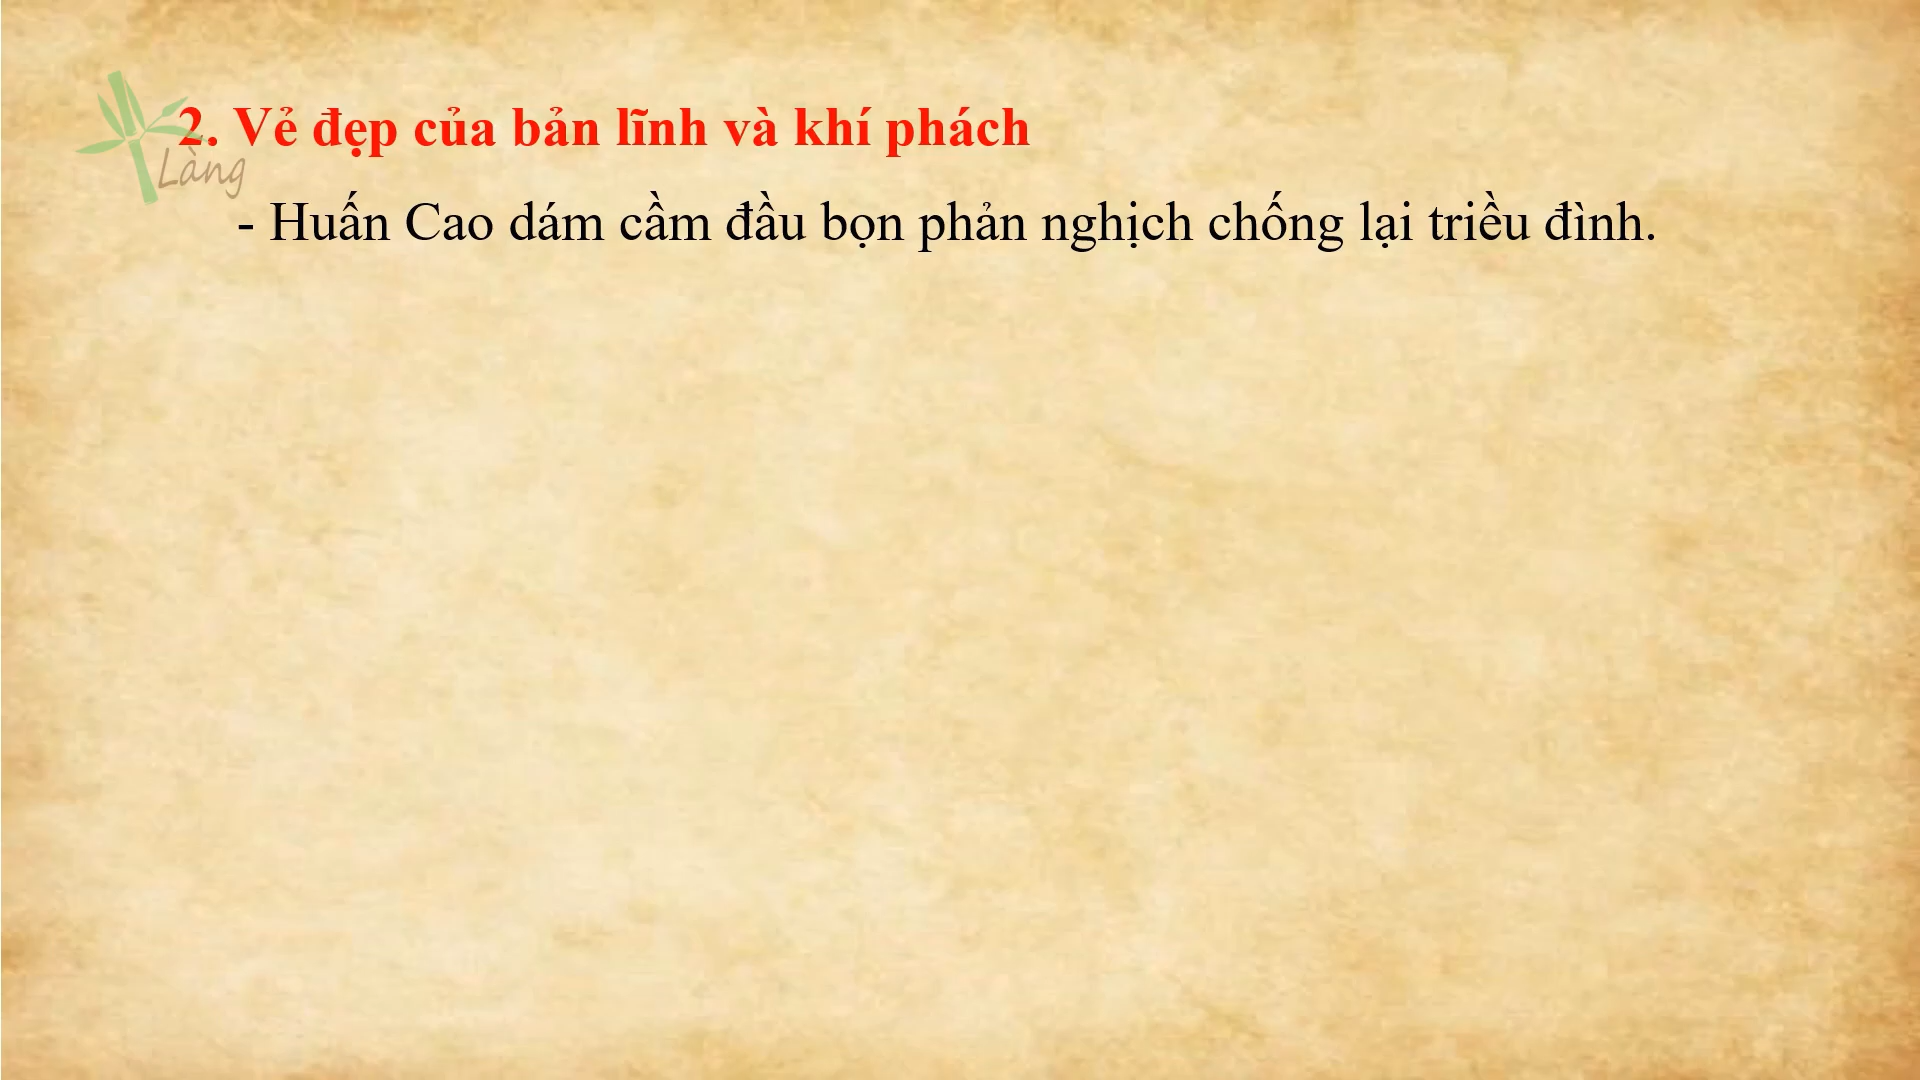 2. Vẻ đẹp của bản lĩnh và khí phách
Làng
- Huấn Cao dám cầm đầu bọn phản nghịch chống lại triều đình.